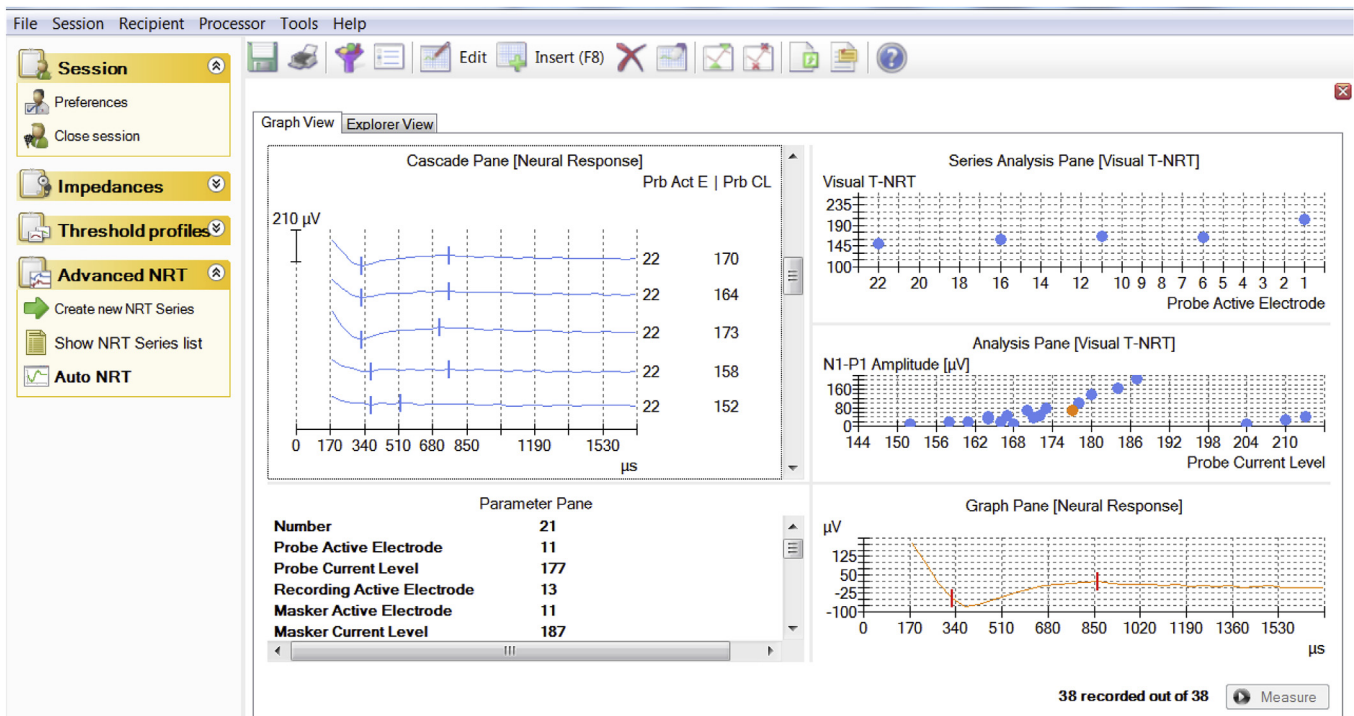 File Session Recipient Processor Tools Help
Session
Preferences
Close session
Impedances
Threshold profiles
Advanced NRT
Create new NRT Series
Show NRT Series list
Auto NRT
Edit Insert (F8)
Graph View Explorer View
Cascade Pane [Neural Response]
Prb Act E | Prb CL
210 µV
22 170
22 164
22 173
22 158
22 152
0 170 340 510 680 850 1190 1530
µs
Series Analysis Pane [Visual T-NRT]
Visual T-NRT
235
190
145
100
22 20 18 16 14 12 10 9 8 7 6 5 4 3 2 1
Probe Active Electrode
Analysis Pane [Visual T-NRT]
N1-P1 Amplitude [µV]
160
80
0
144 150 156 162 168 174 180 186 192 198 204 210
Probe Current Level
Parameter Pane
Number 21
Probe Active Electrode 11
Probe Current Level 177
Recording Active Electrode 13
Masker Active Electrode 11
Masker Current Level 187
Graph Pane [Neural Response]
µV
125
50
-25
-100
0 170 340 510 680 850 1020 1190 1360 1530
µs
38 recorded out of 38 Measure